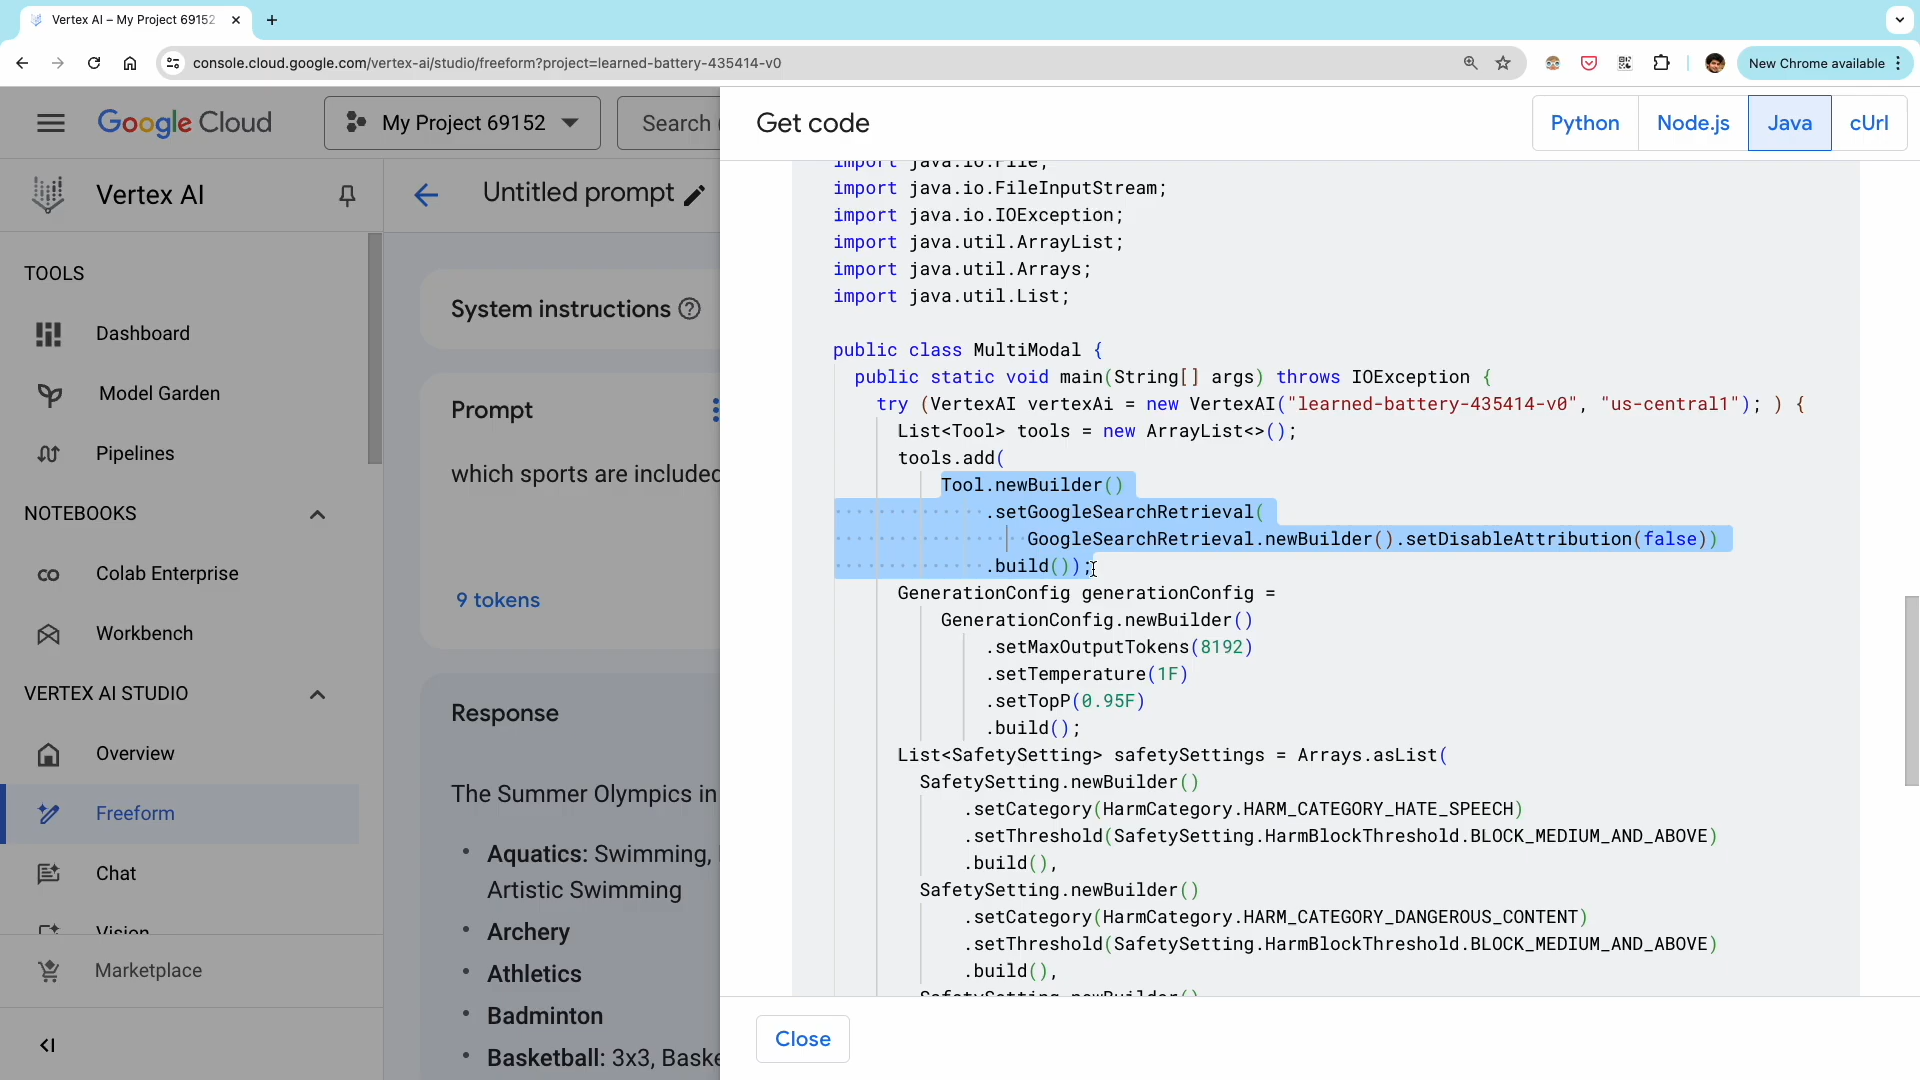 Vertex AI – My Project 69152
console.cloud.google.com/vertex-ai/studio/freeform?project=learned-battery-435414-v0
New Chrome available
Google Cloud
My Project 69152
Search
Vertex AI
TOOLS
Dashboard
Model Garden
Pipelines
NOTEBOOKS
Colab Enterprise
Workbench
VERTEX AI STUDIO
Overview
Freeform
Chat
Vision
Marketplace
Untitled prompt
System instructions
Prompt
which sports are included
9 tokens
Response
The Summer Olympics in
• Aquatics: Swimming,
Artistic Swimming
• Archery
• Athletics
• Badminton
• Basketball: 3x3, Baske
Get code
Python
Node.js
Java
cUrl
import java.io.File;
import java.io.FileInputStream;
import java.io.IOException;
import java.util.ArrayList;
import java.util.Arrays;
import java.util.List;
public class MultiModal {
public static void main(String[] args) throws IOException {
try (VertexAI vertexAi = new VertexAI("learned-battery-435414-v0", "us-central1"); ) {
List<Tool> tools = new ArrayList<>();
tools.add(
Tool.newBuilder()
.setGoogleSearchRetrieval(
GoogleSearchRetrieval.newBuilder().setDisableAttribution(false))
.build());
GenerationConfig generationConfig =
GenerationConfig.newBuilder()
.setMaxOutputTokens(8192)
.setTemperature(1F)
.setTopP(0.95F)
.build();
List<SafetySetting> safetySettings = Arrays.asList(
SafetySetting.newBuilder()
.setCategory(HarmCategory.HARM_CATEGORY_HATE_SPEECH)
.setThreshold(SafetySetting.HarmBlockThreshold.BLOCK_MEDIUM_AND_ABOVE)
.build(),
SafetySetting.newBuilder()
.setCategory(HarmCategory.HARM_CATEGORY_DANGEROUS_CONTENT)
.setThreshold(SafetySetting.HarmBlockThreshold.BLOCK_MEDIUM_AND_ABOVE)
.build(),
SafetySetting.newBuilder()
Close